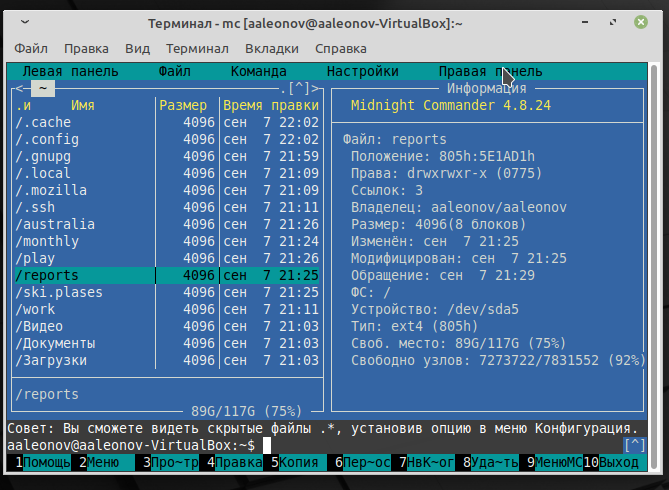 Терминал - mc [aaleonov@aaleonov-VirtualBox]:~
Файл Правка Вид Терминал Вкладки Справка
Левая панель Файл Команда Настройки Правая панель
<─ ~ ─.[^]>
.и Имя Размер Время правки
/.cache 4096 сен 7 22:02
/.config 4096 сен 7 22:02
/.gnupg 4096 сен 7 21:59
/.local 4096 сен 7 21:09
/.mozilla 4096 сен 7 21:09
/.ssh 4096 сен 7 21:11
/australia 4096 сен 7 21:26
/monthly 4096 сен 7 21:24
/play 4096 сен 7 21:26
/reports 4096 сен 7 21:25
/ski.plases 4096 сен 7 21:25
/work 4096 сен 7 21:11
/Видео 4096 сен 7 21:03
/Документы 4096 сен 7 21:03
/Загрузки 4096 сен 7 21:03
/reports
89G/117G (75%)
Информация
Midnight Commander 4.8.24
Файл: reports
Положение: 805h:5E1AD1h
Права: drwxrwxr-x (0775)
Ссылок: 3
Владелец: aaleonov/aaleonov
Размер: 4096(8 блоков)
Изменён: сен 7 21:25
Модифицирован: сен 7 21:25
Обращение: сен 7 21:29
ФС: /
Устройство: /dev/sda5
Тип: ext4 (805h)
Своб. место: 89G/117G (75%)
Свободно узлов: 7273722/7831552 (92%)
Совет: Вы сможете видеть скрытые файлы .*, установив опцию в меню Конфигурация.
aaleonov@aaleonov-VirtualBox:~$ [^]
1Помощь 2Меню 3Про~тр 4Правка 5Копия 6Пер~ос 7НвК~ог 8Уда~ть 9МенюМС 10Выход